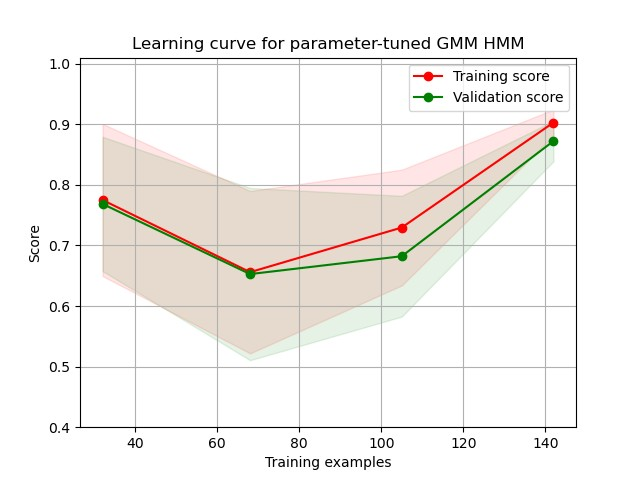 Learning curve for parameter-tuned GMM HMM
1.0
0.9
0.8
0.7
0.6
0.5
0.4
Score
Training score
Validation score
40 60 80 100 120 140
Training examples